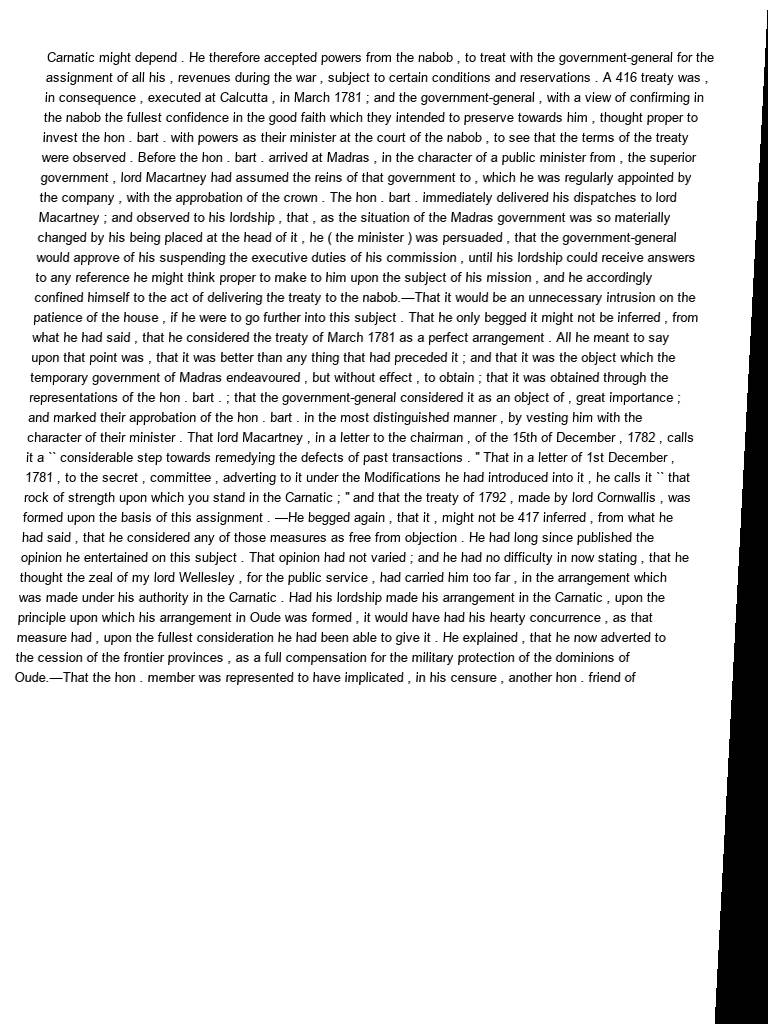 Carnatic might depend . He therefore accepted powers from the nabob , to treat with the government-general for the
assignment of all his , revenues during the war , subject to certain conditions and reservations . A 416 treaty was ,
in consequence , executed at Calcutta , in March 1781 ; and the government-general , with a view of confirming in
the nabob the fullest confidence in the good faith which they intended to preserve towards him , thought proper to
invest the hon . bart . with powers as their minister at the court of the nabob , to see that the terms of the treaty
were observed . Before the hon . bart . arrived at Madras , in the character of a public minister from , the superior
government , lord Macartney had assumed the reins of that government to , which he was regularly appointed by
the company , with the approbation of the crown . The hon . bart . immediately delivered his dispatches to lord
Macartney ; and observed to his lordship , that , as the situation of the Madras government was so materially
changed by his being placed at the head of it , he ( the minister ) was persuaded , that the government-general
would approve of his suspending the executive duties of his commission , until his lordship could receive answers
to any reference he might think proper to make to him upon the subject of his mission , and he accordingly
confined himself to the act of delivering the treaty to the nabob.—That it would be an unnecessary intrusion on the
patience of the house , if he were to go further into this subject . That he only begged it might not be inferred , from
what he had said , that he considered the treaty of March 1781 as a perfect arrangement . All he meant to say
upon that point was , that it was better than any thing that had preceded it ; and that it was the object which the
temporary government of Madras endeavoured , but without effect , to obtain ; that it was obtained through the
representations of the hon . bart . ; that the government-general considered it as an object of , great importance ;
and marked their approbation of the hon . bart . in the most distinguished manner , by vesting him with the
character of their minister . That lord Macartney , in a letter to the chairman , of the 15th of December , 1782 , calls
it a `` considerable step towards remedying the defects of past transactions . " That in a letter of 1st December ,
1781 , to the secret , committee , adverting to it under the Modifications he had introduced into it , he calls it `` that
rock of strength upon which you stand in the Carnatic ; " and that the treaty of 1792 , made by lord Cornwallis , was
formed upon the basis of this assignment . —He begged again , that it , might not be 417 inferred , from what he
had said , that he considered any of those measures as free from objection . He had long since published the
opinion he entertained on this subject . That opinion had not varied ; and he had no difficulty in now stating , that he
thought the zeal of my lord Wellesley , for the public service , had carried him too far , in the arrangement which
was made under his authority in the Carnatic . Had his lordship made his arrangement in the Carnatic , upon the
principle upon which his arrangement in Oude was formed , it would have had his hearty concurrence , as that
measure had , upon the fullest consideration he had been able to give it . He explained , that he now adverted to
the cession of the frontier provinces , as a full compensation for the military protection of the dominions of
Oude.—That the hon . member was represented to have implicated , in his censure , another hon . friend of